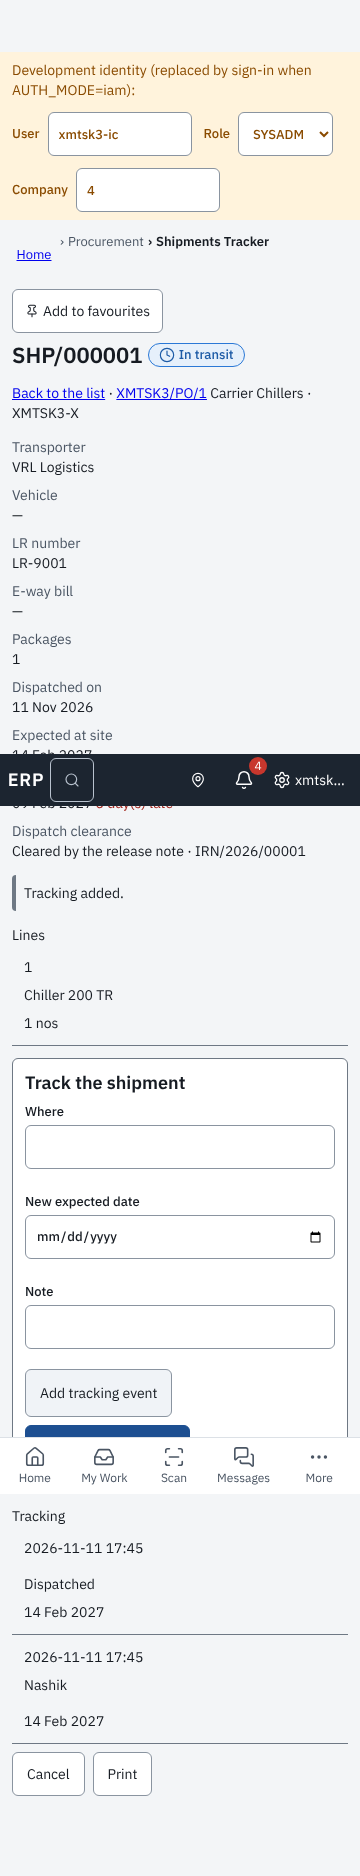 Development identity (replaced by sign-in when
AUTH_MODE=iam):
User xmtsk3-ic Role SYSADM
Company 4
Home › Procurement › Shipments Tracker
Add to favourites
SHP/000001 In transit
Back to the list · XMTSK3/PO/1 Carrier Chillers ·
XMTSK3-X
Transporter
VRL Logistics
Vehicle
—
LR number
LR-9001
E-way bill
—
Packages
1
Dispatched on
11 Nov 2026
Expected at site
ERP 4 xmtsk...
Dispatch clearance
Cleared by the release note · IRN/2026/00001
Tracking added.
Lines
1
Chiller 200 TR
1 nos
Track the shipment
Where
New expected date
mm/dd/yyyy
Note
Add tracking event
Home My Work Scan Messages More
Tracking
2026-11-11 17:45
Dispatched
14 Feb 2027
2026-11-11 17:45
Nashik
14 Feb 2027
Cancel Print